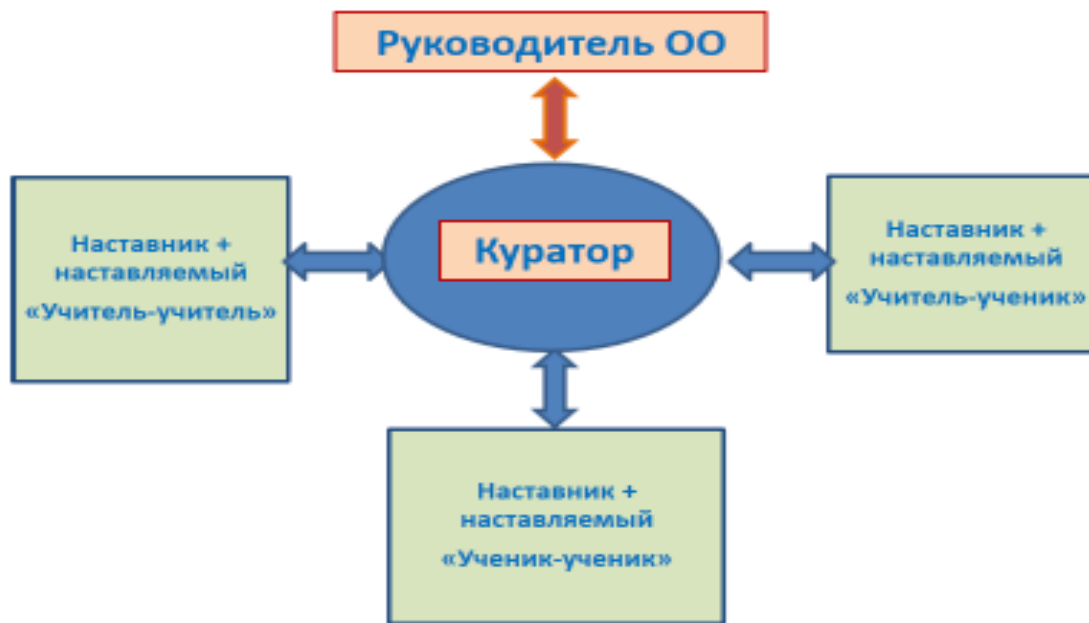 Руководитель ОО
Куратор
Наставник +
наставляемый
«Учитель-учитель»
Наставник +
наставляемый
«Учитель-ученик»
Наставник +
наставляемый
«Ученик-ученик»